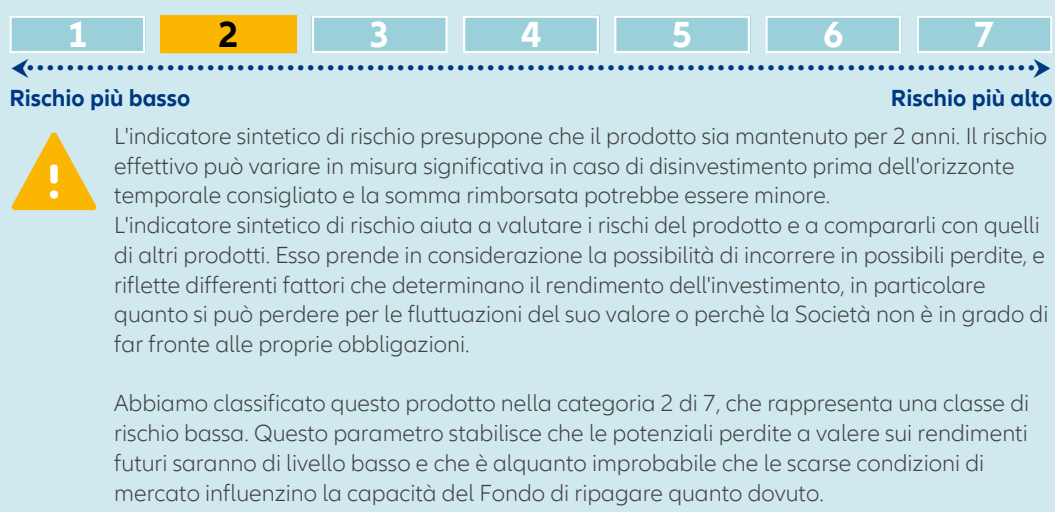 1 2 3 4 5 6 7
Rischio più basso Rischio più alto
L'indicatore sintetico di rischio presuppone che il prodotto sia mantenuto per 2 anni. Il rischio
effettivo può variare in misura significativa in caso di disinvestimento prima dell'orizzonte
temporale consigliato e la somma rimborsata potrebbe essere minore.
L'indicatore sintetico di rischio aiuta a valutare i rischi del prodotto e a compararli con quelli
di altri prodotti. Esso prende in considerazione la possibilità di incorrere in possibili perdite, e
riflette differenti fattori che determinano il rendimento dell'investimento, in particolare
quanto si può perdere per le fluttuazioni del suo valore o perchè la Società non è in grado di
far fronte alle proprie obbligazioni.
Abbiamo classificato questo prodotto nella categoria 2 di 7, che rappresenta una classe di
rischio bassa. Questo parametro stabilisce che le potenziali perdite a valere sui rendimenti
futuri saranno di livello basso e che è alquanto improbabile che le scarse condizioni di
mercato influenzino la capacità del Fondo di ripagare quanto dovuto.